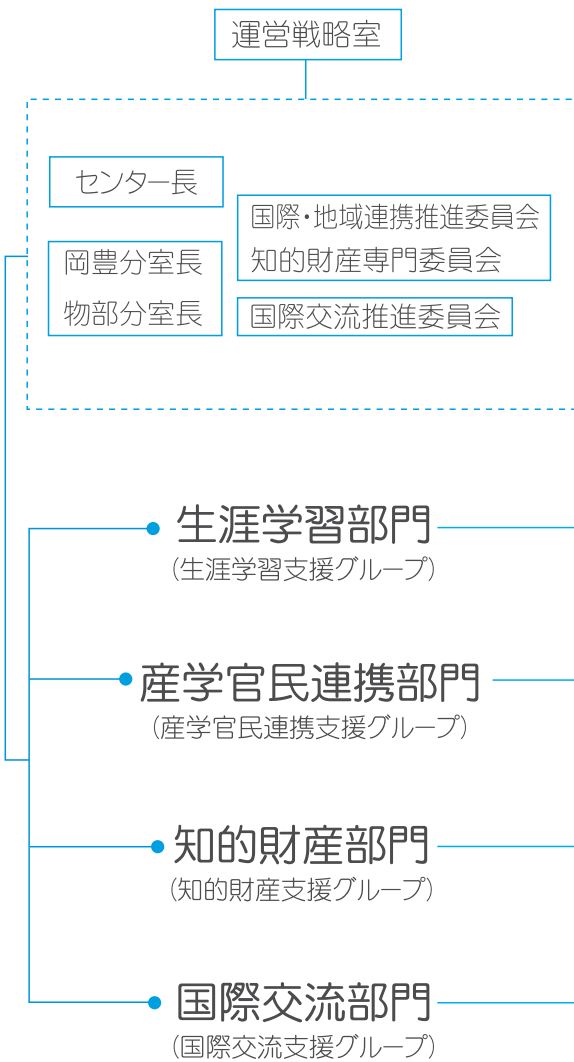 運営戦略室
センター長
国際・地域連携推進委員会
知的財産専門委員会
岡豊分室長
物部分室長
国際交流推進委員会
生涯学習部門
(生涯学習支援グループ)
産学官民連携部門
(産学官民連携支援グループ)
知的財産部門
(知的財産支援グループ)
国際交流部門
(国際交流支援グループ)